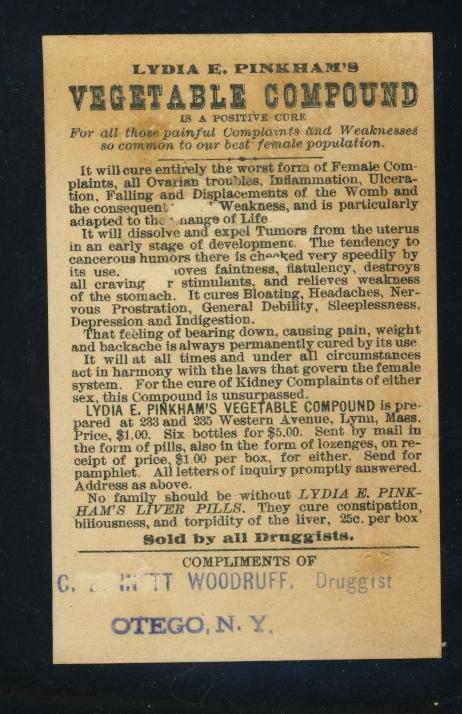 LYDIA E. PINKHAM'S
VEGETABLE COMPOUND
IS A POSITIVE CURE
For all those painful Complaints and Weaknesses
so common to our best female population.
It will cure entirely the worst form of Female Com-
plaints, all Ovarian troubles, Inflammation, Ulcera-
tion, Falling and Displacements of the Womb and
the consequent Weakness, and is particularly
adapted to the Change of Life
It will dissolve and expel Tumors from the uterus
in an early stage of development. The tendency to
cancerous humors there is checked very speedily by
its use. faintness, flatulency, destroys
all craving stimulants, and relieves weakness
of the stomach. It cures Bloating, Headaches, Ner-
vous Prostration, General Debility, Sleeplessness,
Depression and Indigestion.
That feeling of bearing down, causing pain, weight
and backache is always permanently cured by its use
It will at all times and under all circumstances
act in harmony with the laws that govern the female
system. For the cure of Kidney Complaints of either
sex, this Compound is unsurpassed.
LYDIA E. PINKHAM'S VEGETABLE COMPOUND is pre-
pared at 233 and 235 Western Avenue, Lynn, Mass.
Price, $1.00. Six bottles for $5.00. Sent by mail in
the form of pills, also in the form of lozenges, on re-
ceipt of price, $1.00 per box, for either. Send for
pamphlet. All letters of inquiry promptly answered.
Address as above.
No family should be without LYDIA E. PINK-
HAM'S LIVER PILLS. They cure constipation,
biliousness, and torpidity of the liver, 25c. per box
Sold by all Druggists.
COMPLIMENTS OF
C. WOODRUFF. Druggist
OTEGO, N. Y.